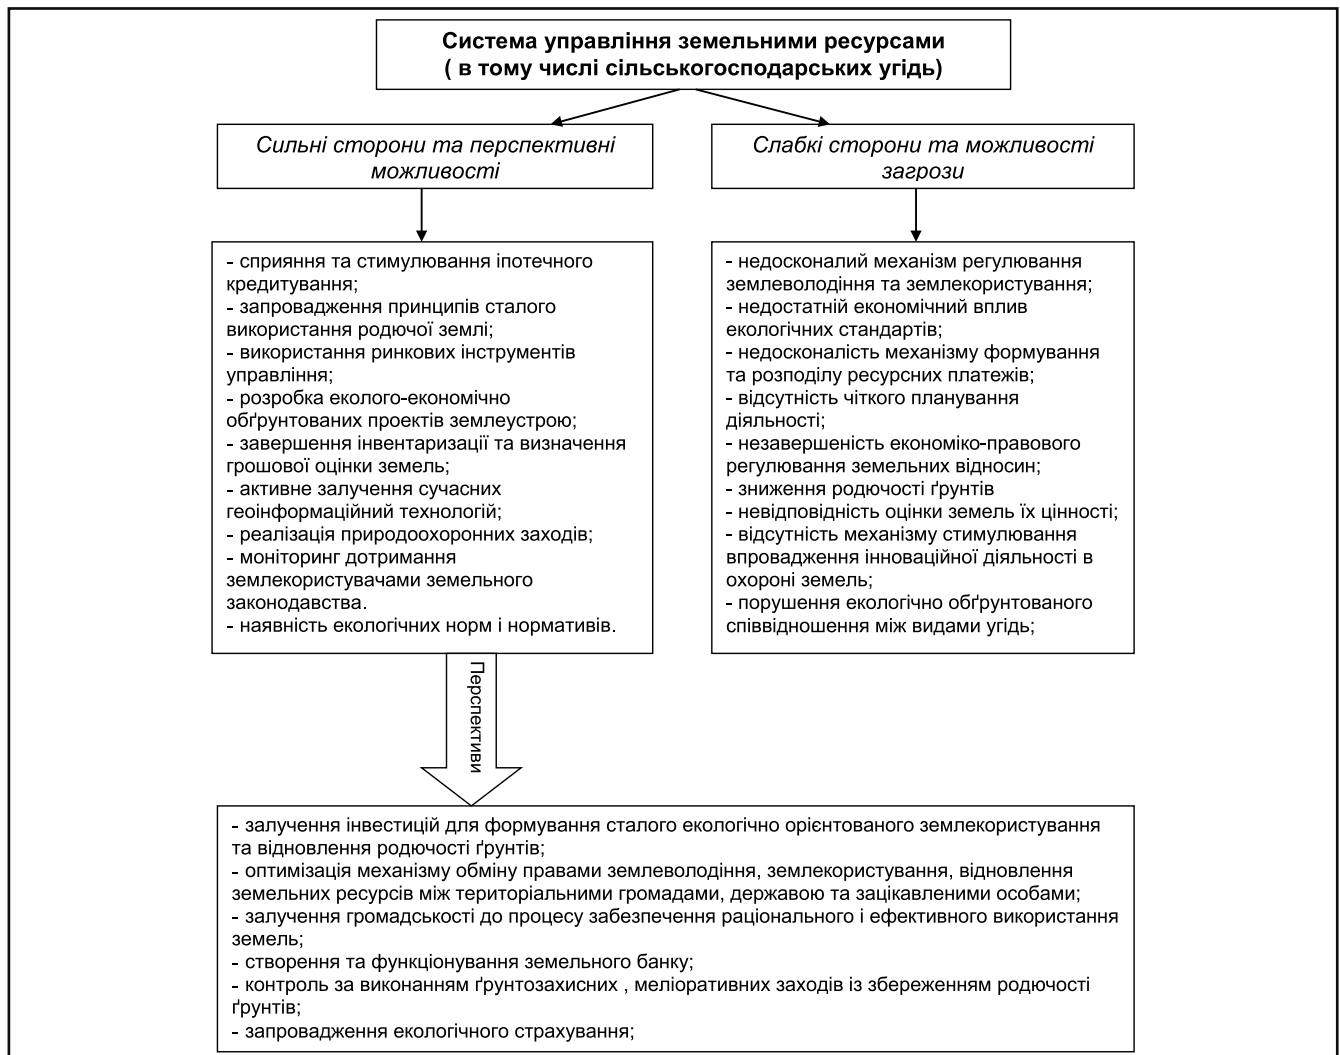 Система управління земельними ресурсами
( в тому числі сільськогосподарських угідь)
Сильні сторони та перспективні
можливості
Слабкі сторони та можливості
загрози
- сприяння та стимулювання іпотечного
кредитування;
- запровадження принципів сталого
використання родючої землі;
- використання ринкових інструментів
управління;
- розробка еколого-економічно
обґрунтованих проектів землеустрою;
- завершення інвентаризації та визначення
грошової оцінки земель;
- активне залучення сучасних
геоінформаційний технологій;
- реалізація природоохоронних заходів;
- моніторинг дотримання
землекористувачами земельного
законодавства.
- наявність екологічних норм і нормативів.
- недосконалий механізм регулювання
землеволодіння та землекористування;
- недостатній економічний вплив
екологічних стандартів;
- недосконалість механізму формування
та розподілу ресурсних платежів;
- відсутність чіткого планування
діяльності;
- незавершеність економіко-правового
регулювання земельних відносин;
- зниження родючості ґрунтів
- невідповідність оцінки земель їх цінності;
- відсутність механізму стимулювання
впровадження інноваційної діяльності в
охороні земель;
- порушення екологічно обґрунтованого
співвідношення між видами угідь;
Перспективи
- залучення інвестицій для формування сталого екологічно орієнтованого землекористування
та відновлення родючості ґрунтів;
- оптимізація механізму обміну правами землеволодіння, землекористування, відновлення
земельних ресурсів між територіальними громадами, державою та зацікавленими особами;
- залучення громадськості до процесу забезпечення раціонального і ефективного використання
земель;
- створення та функціонування земельного банку;
- контроль за виконанням ґрунтозахисних , меліоративних заходів із збереженням родючості
ґрунтів;
- запровадження екологічного страхування;